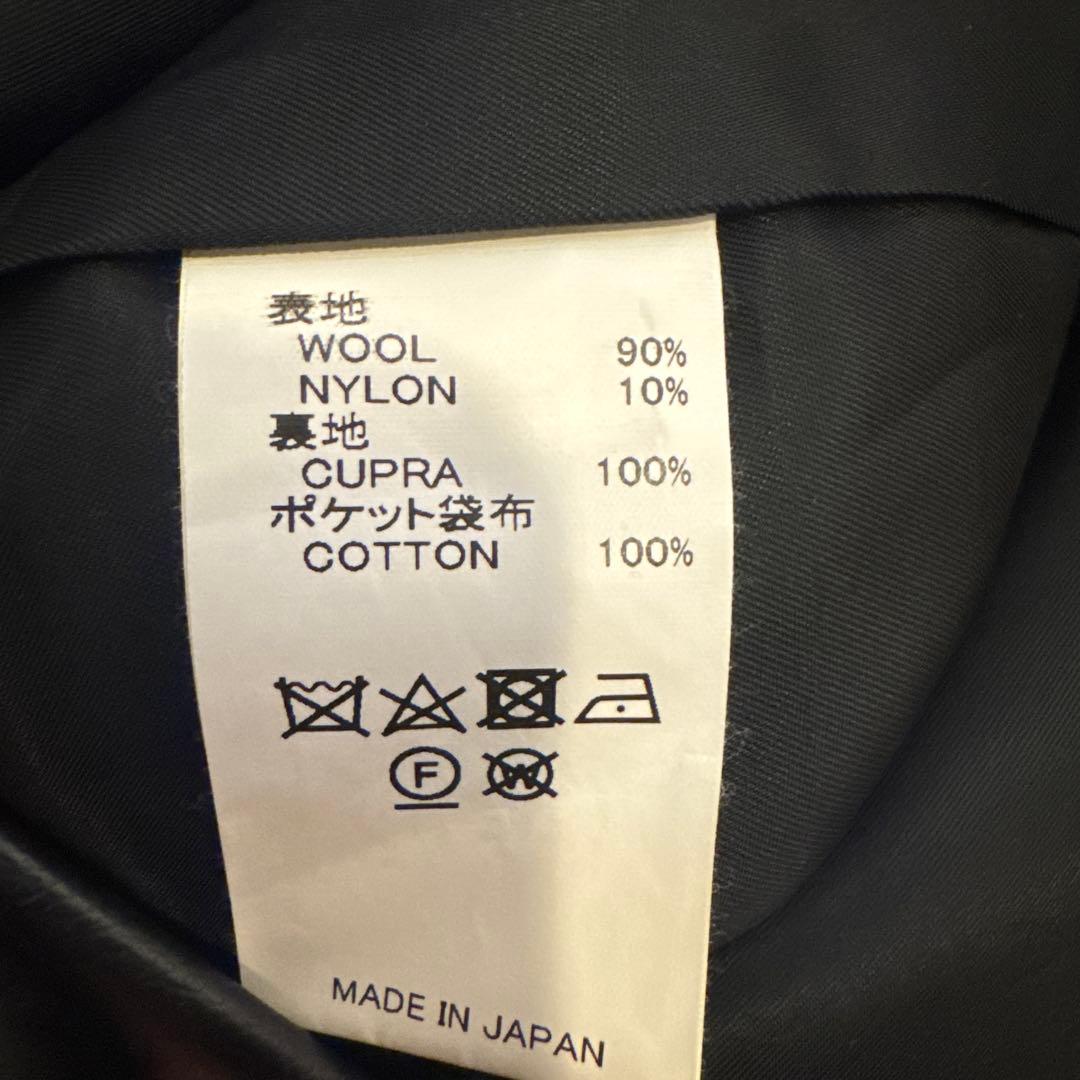 表地
WOOL 90%
NYLON 10%
裏地
CUPRA 100%
ポケット袋布
COTTON 100%
F W
MADE IN JAPAN